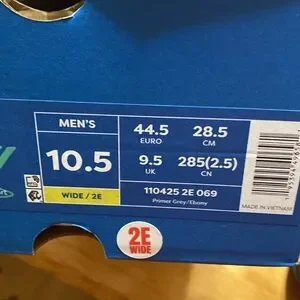 MEN'S
10.5
WIDE / 2E
44.5
EURO
28.5
CM
9.5
UK
285(2.5)
CN
110425 2E 069
Primer Grey/Ebony
MADE IN VIETNAM
2E
WIDE